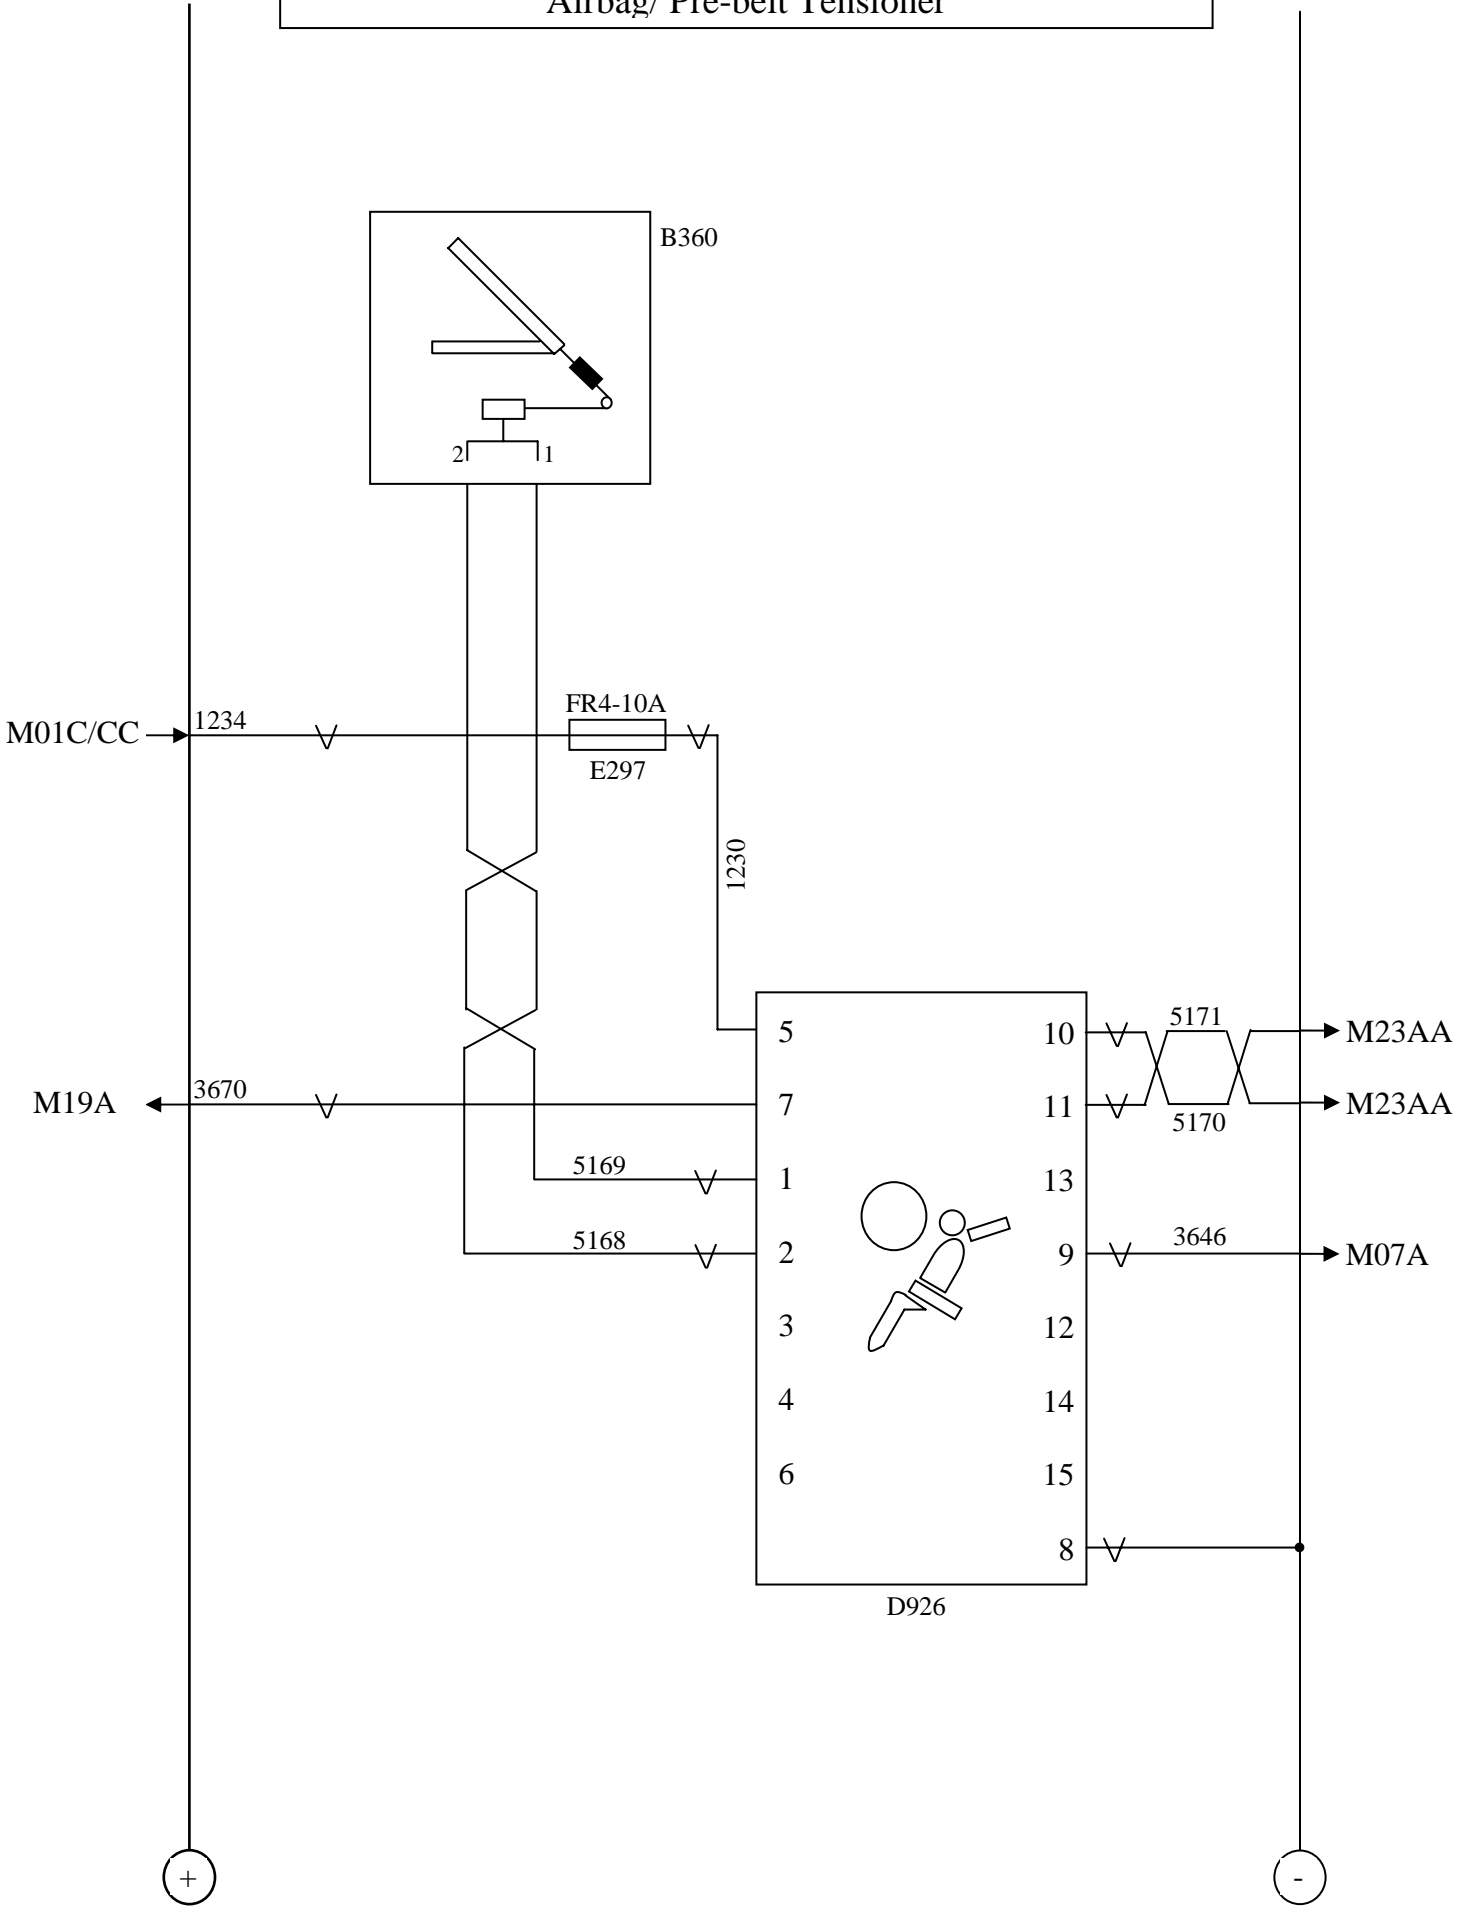 Airbag/ Pre-belt Tensioner
B360
2 1
FR4-10A
M01C/CC 1234
E297
1230
5 10 5171 M23AA
M19A 3670 7 11 M23AA
5170
5169 1 13
5168 2 9 3646 M07A
3 12
4 14
6 15
8
D926
+ -